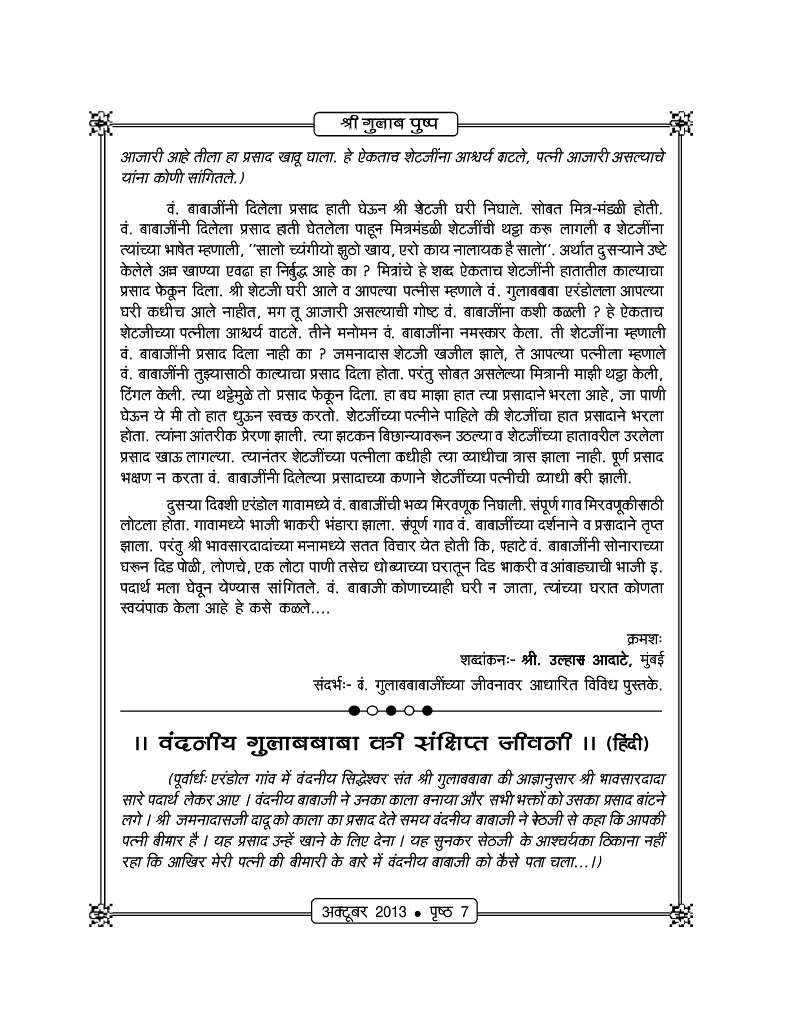 श्री गुलाब पुष्प
आजारी आहे तीला हा प्रसाद खावू घाला. हे ऐकताच शेटजींना आश्चर्य वाटले, पत्नी आजारी असल्याचे
यांना कोणी सांगितले.)
वं. बाबाजींनी दिलेला प्रसाद हाती घेऊन श्री शेटजी घरी निघाले. सोबत मित्र-मंडळी होती.
वं. बाबाजींनी दिलेला प्रसाद हाती घेतलेला पाहून मित्रमंडळी शेटजींची थट्टा करू लागली व शेटजींना
त्यांच्या भाषेत म्हणाली, ''सालो च्यंगीयो झुठो खाय, एरो काय नालायक है सालो''. अर्थात दुसऱ्याने उष्टे
केलेले अन्न खाण्या एवढा हा निर्बुद्ध आहे का ? मित्रांचे हे शब्द ऐकताच शेटजींनी हातातील काल्याचा
प्रसाद फेकून दिला. श्री शेटजी घरी आले व आपल्या पत्नीस म्हणाले वं. गुलाबबाबा एरंडोलला आपल्या
घरी कधीच आले नाहीत, मग तू आजारी असल्याची गोष्ट वं. बाबाजींना कशी कळली ? हे ऐकताच
शेटजीच्या पत्नीला आश्चर्य वाटले. तीने मनोमन वं. बाबाजींना नमस्कार केला. ती शेटजींना म्हणाली
वं. बाबाजींनी प्रसाद दिला नाही का ? जमनादास शेटजी खजील झाले, ते आपल्या पत्नीला म्हणाले
वं. बाबाजींनी तुझ्यासाठी काल्याचा प्रसाद दिला होता. परंतु सोबत असलेल्या मित्रानी माझी थट्टा केली,
टिंगल केली. त्या थट्टेमुळे तो प्रसाद फेकून दिला. हा बघ माझा हात त्या प्रसादाने भरला आहे, जा पाणी
घेऊन ये मी तो हात धुऊन स्वच्छ करतो. शेटजींच्या पत्नीने पाहिले की शेटजींचा हात प्रसादाने भरला
होता. त्यांना आंतरीक प्रेरणा झाली. त्या झटकन बिछान्यावरून उठल्या व शेटजींच्या हातावरील उरलेला
प्रसाद खाऊ लागल्या. त्यानंतर शेटजींच्या पत्नीला कधीही त्या व्याधीचा त्रास झाला नाही. पूर्ण प्रसाद
भक्षण न करता वं. बाबाजींनी दिलेल्या प्रसादाच्या कणाने शेटजींच्या पत्नीची व्याधी बरी झाली.
दुसऱ्या दिवशी एरंडोल गावामध्ये वं. बाबाजींची भव्य मिरवणूक निघाली. संपूर्ण गाव मिरवणूकीसाठी
लोटला होता. गावामध्ये भाजी भाकरी भंडारा झाला. संपूर्ण गाव वं. बाबाजींच्या दर्शनाने व प्रसादाने तृप्त
झाला. परंतु श्री भावसारदादांच्या मनामध्ये सतत विचार येत होती कि, पहाटे वं. बाबाजींनी सोनाराच्या
घरून दिड पोळी, लोणचे, एक लोटा पाणी तसेच धोब्याच्या घरातून दिड भाकरी व आंबाड्याची भाजी इ.
पदार्थ मला घेवून येण्यास सांगितले. वं. बाबाजी कोणाच्याही घरी न जाता, त्यांच्या घरात कोणता
स्वयंपाक केला आहे हे कसे कळले....
क्रमशः
शब्दांकनः- श्री. उल्हास आदाटे, मुंबई
संदर्भः- वं. गुलाबबाबाजींच्या जीवनावर आधारित विविध पुस्तके.
॥ वंदनीय गुलाबबाबा की संक्षिप्त जीवनी ॥ (हिंदी)
(पूर्वार्धः एरंडोल गांव में वंदनीय सिद्धेश्वर संत श्री गुलाबबाबा की आज्ञानुसार श्री भावसारदादा
सारे पदार्थ लेकर आए । वंदनीय बाबाजी ने उनका काला बनाया और सभी भक्तों को उसका प्रसाद बांटने
लगे । श्री जमनादासजी दादू को काला का प्रसाद देते समय वंदनीय बाबाजी ने सेठजी से कहा कि आपकी
पत्नी बीमार है । यह प्रसाद उन्हें खाने के लिए देना । यह सुनकर सेठजी के आश्चर्यका ठिकाना नहीं
रहा कि आखिर मेरी पत्नी की बीमारी के बारे में वंदनीय बाबाजी को कैसे पता चला...।)
अक्टूबर 2013 ● पृष्ठ 7